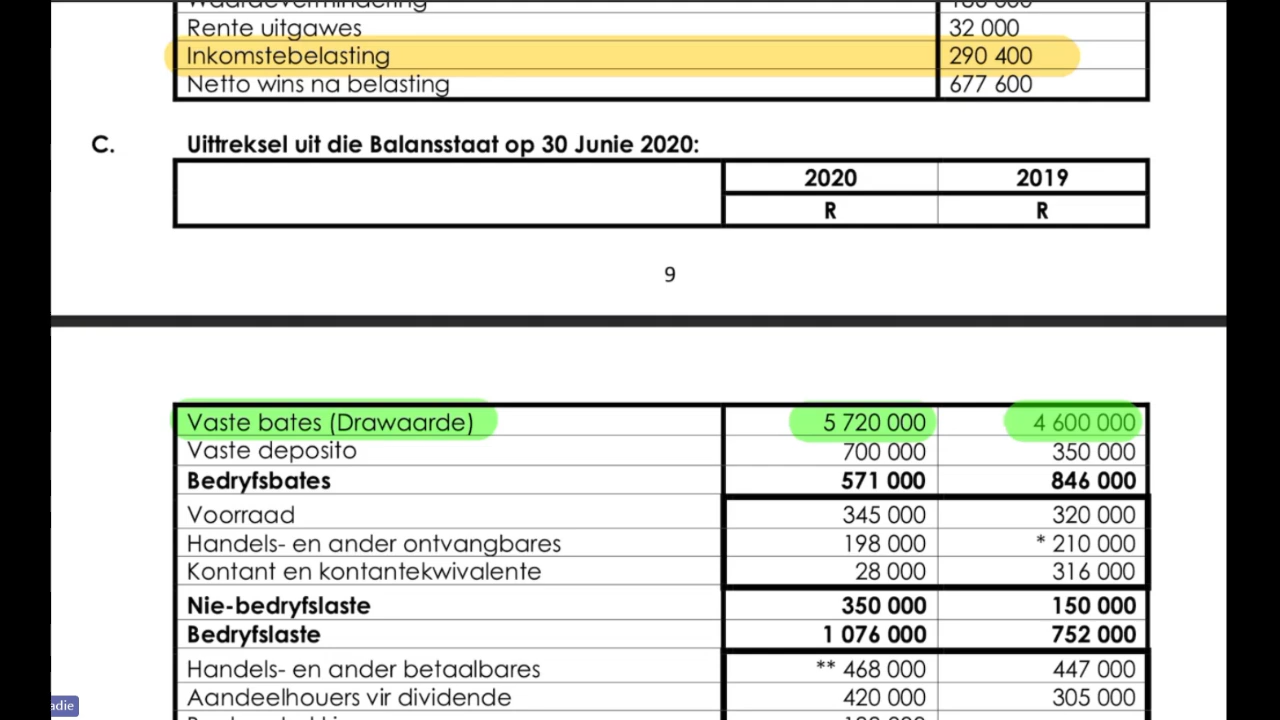 Waardevermindering
Rente uitgawes 32 000
Inkomstebelasting 290 400
Netto wins na belasting 677 600
C. Uittreksel uit die Balansstaat op 30 Junie 2020:
2020 2019
R R
9
Vaste bates (Drawaarde) 5 720 000 4 600 000
Vaste deposito 700 000 350 000
Bedryfsbates 571 000 846 000
Voorraad 345 000 320 000
Handels- en ander ontvangbares 198 000 * 210 000
Kontant en kontantekwivalente 28 000 316 000
Nie-bedryfslaste 350 000 150 000
Bedryfslaste 1 076 000 752 000
Handels- en ander betaalbares ** 468 000 447 000
Aandeelhouers vir dividende 420 000 305 000
adie